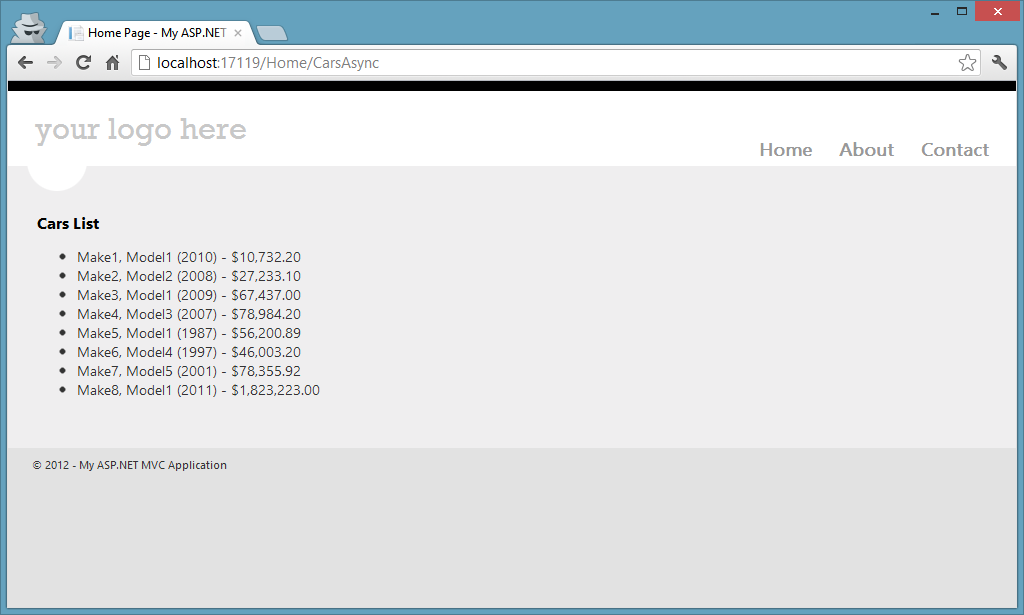 Home Page - My ASP.NET
localhost:17119/Home/CarsAsync
your logo here
Home About Contact
Cars List
Make1, Model1 (2010) - $10,732.20
Make2, Model2 (2008) - $27,233.10
Make3, Model1 (2009) - $67,437.00
Make4, Model3 (2007) - $78,984.20
Make5, Model1 (1987) - $56,200.89
Make6, Model4 (1997) - $46,003.20
Make7, Model5 (2001) - $78,355.92
Make8, Model1 (2011) - $1,823,223.00
© 2012 - My ASP.NET MVC Application